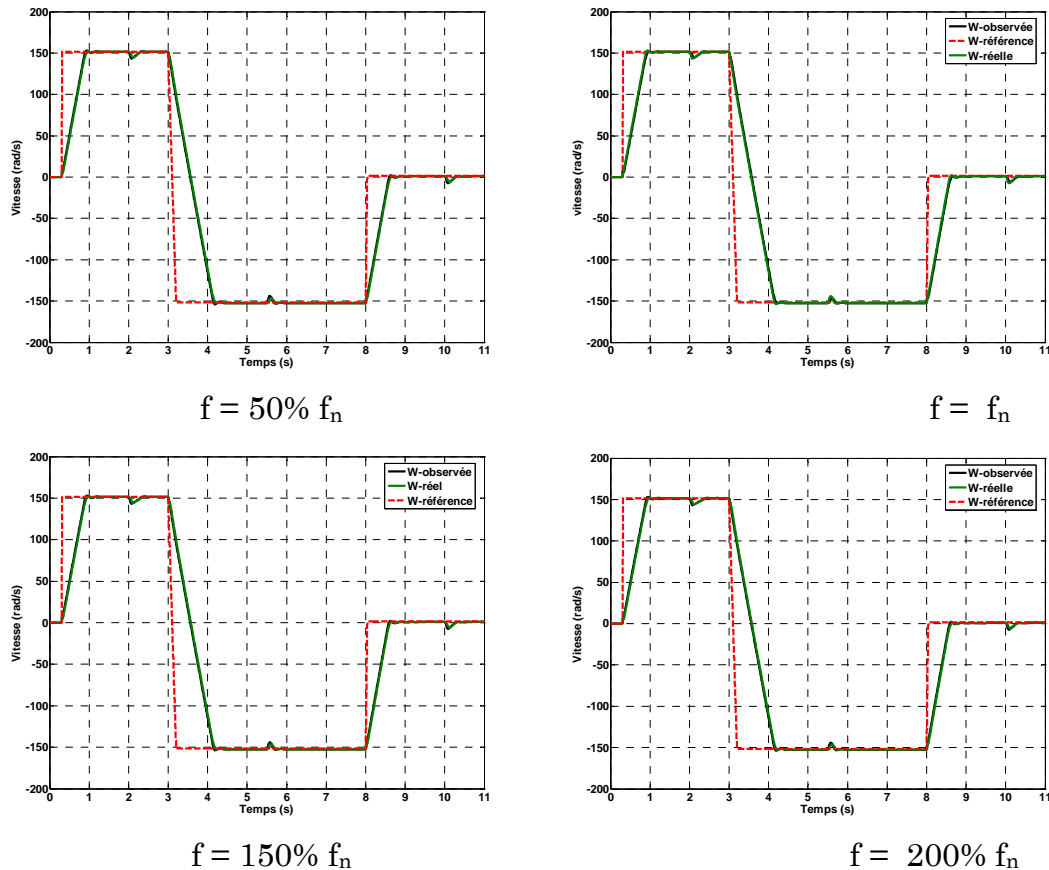 200
150
100
50
0
-50
-100
-150
-200
Vitesse (rad/s)
0 1 2 3 4 5 6 7 8 9 10 11
Temps (s)
f = 50% fₙ
200
150
100
50
0
-50
-100
-150
-200
vitesse (rad/s)
W-observée
W-référence
W-réelle
0 1 2 3 4 5 6 7 8 9 10 11
Temps (s)
f = fₙ
200
150
100
50
0
-50
-100
-150
-200
Vitesse (rad/s)
W-observée
W-réel
W-référence
0 1 2 3 4 5 6 7 8 9 10 11
Temps (s)
f = 150% fₙ
200
150
100
50
0
-50
-100
-150
-200
Vitesse (rad/s)
W-observée
W-réelle
W-référence
0 1 2 3 4 5 6 7 8 9 10 11
Temps (s)
f = 200% fₙ